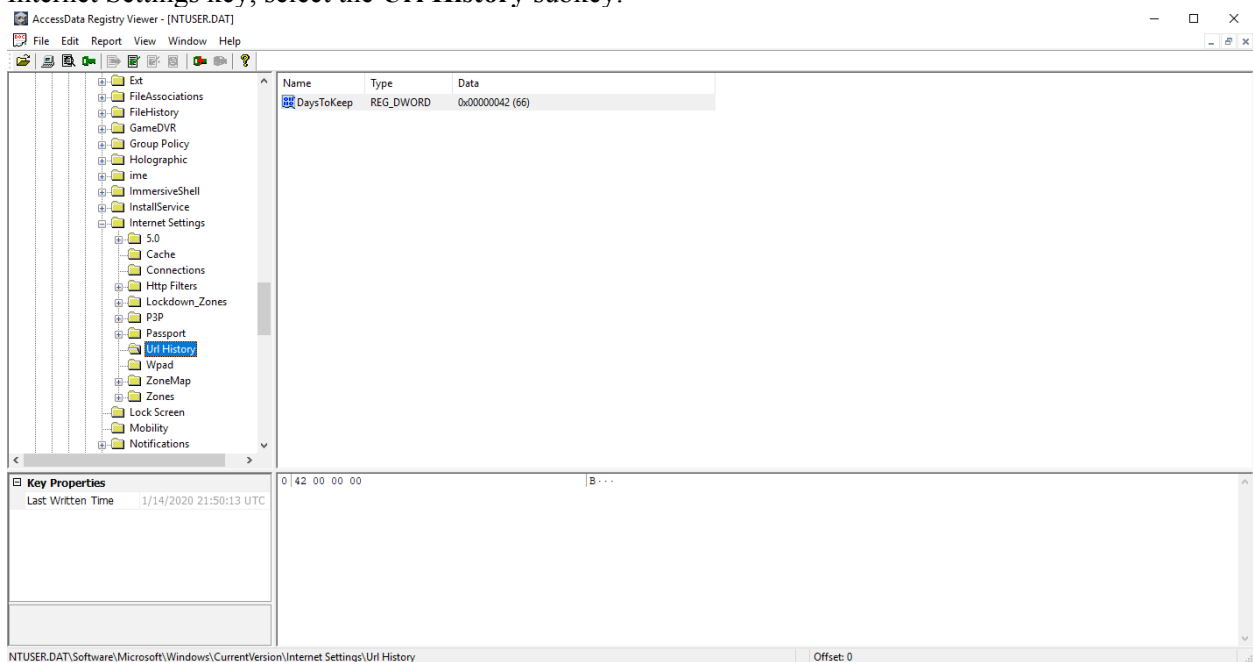 Internet Settings key, select the Url History subkey.
AccessData Registry Viewer - [NTUSER.DAT]
File Edit Report View Window Help
Ext
FileAssociations
FileHistory
GameDVR
Group Policy
Holographic
ime
ImmersiveShell
InstallService
Internet Settings
5.0
Cache
Connections
Http Filters
Lockdown_Zones
P3P
Passport
Url History
Wpad
ZoneMap
Zones
Lock Screen
Mobility
Notifications
Name Type Data
DaysToKeep REG_DWORD 0x00000042 (66)
Key Properties
Last Written Time 1/14/2020 21:50:13 UTC
0 42 00 00 00 B···
NTUSER.DAT\Software\Microsoft\Windows\CurrentVersion\Internet Settings\Url History Offset: 0